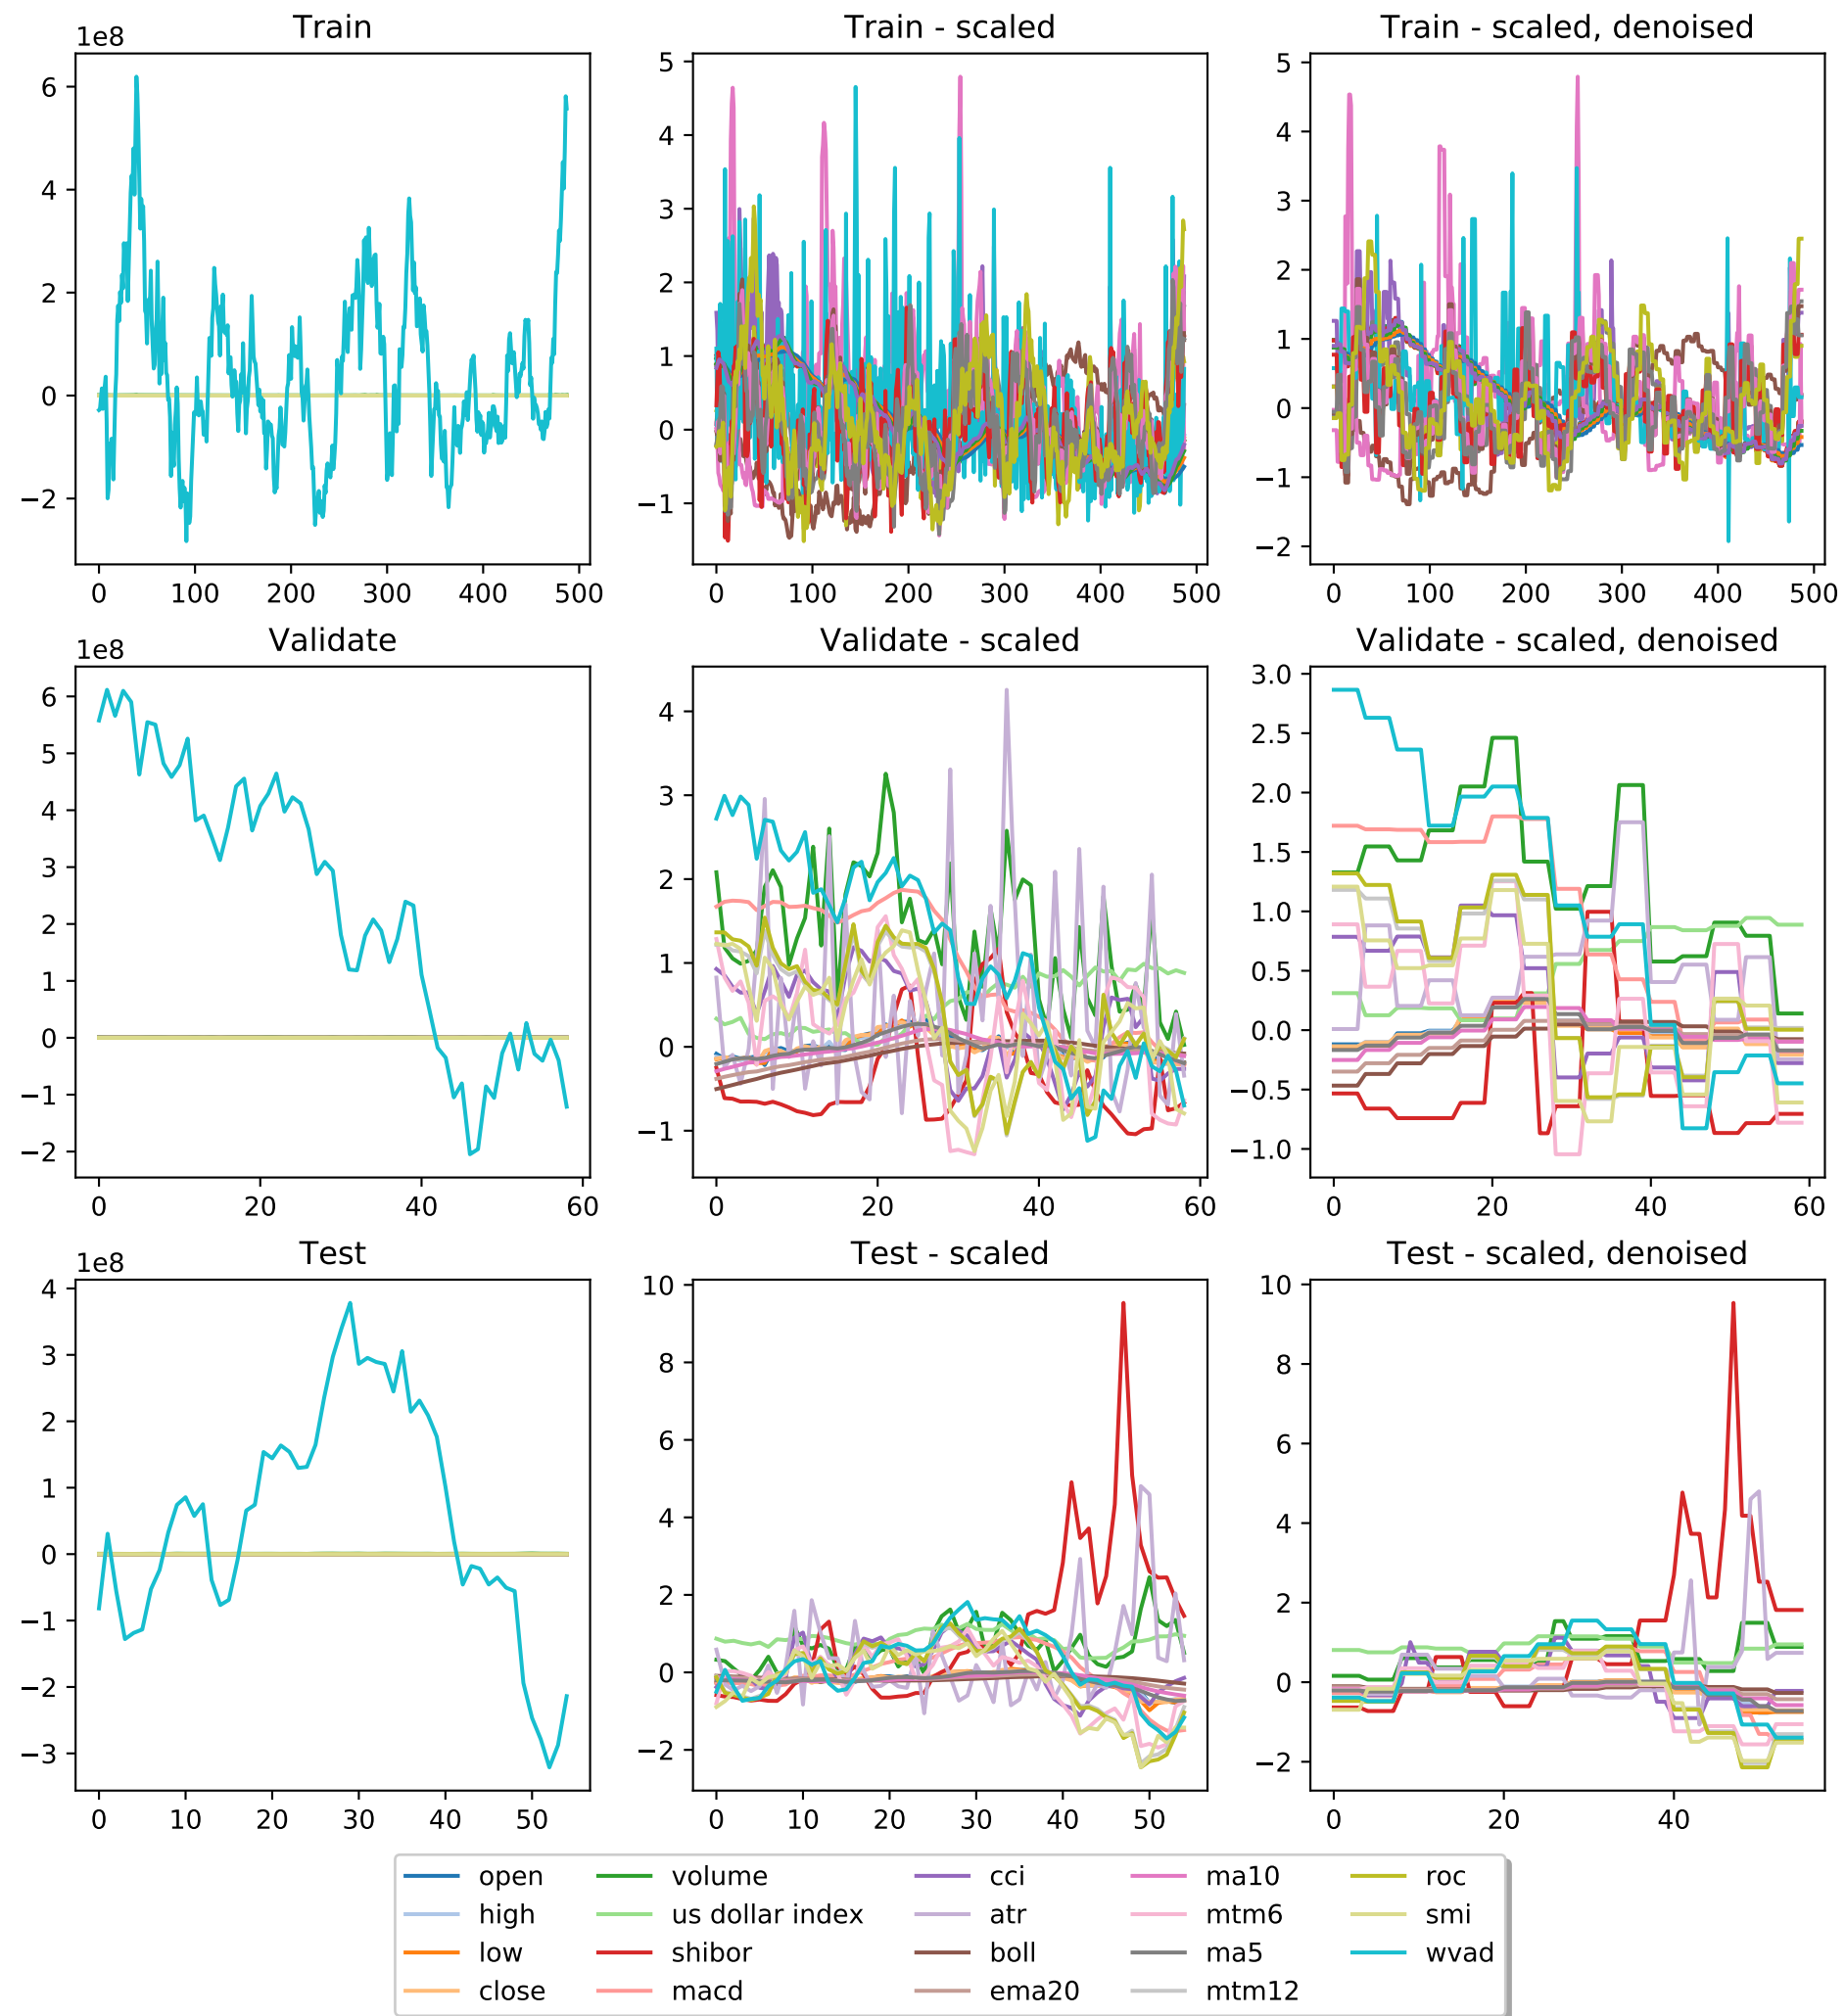 Train
Train - scaled
Train - scaled, denoised
1e8
6
4
2
0
−2
0 100 200 300 400 500
5
4
3
2
1
0
−1
0 100 200 300 400 500
5
4
3
2
1
0
−1
−2
0 100 200 300 400 500
Validate
Validate - scaled
Validate - scaled, denoised
1e8
6
5
4
3
2
1
0
−1
−2
0 20 40 60
4
3
2
1
0
−1
0 20 40 60
3.0
2.5
2.0
1.5
1.0
0.5
0.0
−0.5
−1.0
0 20 40 60
Test
Test - scaled
Test - scaled, denoised
1e8
4
3
2
1
0
−1
−2
−3
0 10 20 30 40 50
10
8
6
4
2
0
−2
0 10 20 30 40 50
10
8
6
4
2
0
−2
0 20 40
open
high
low
close
volume
us dollar index
shibor
macd
cci
atr
boll
ema20
ma10
mtm6
ma5
mtm12
roc
smi
wvad